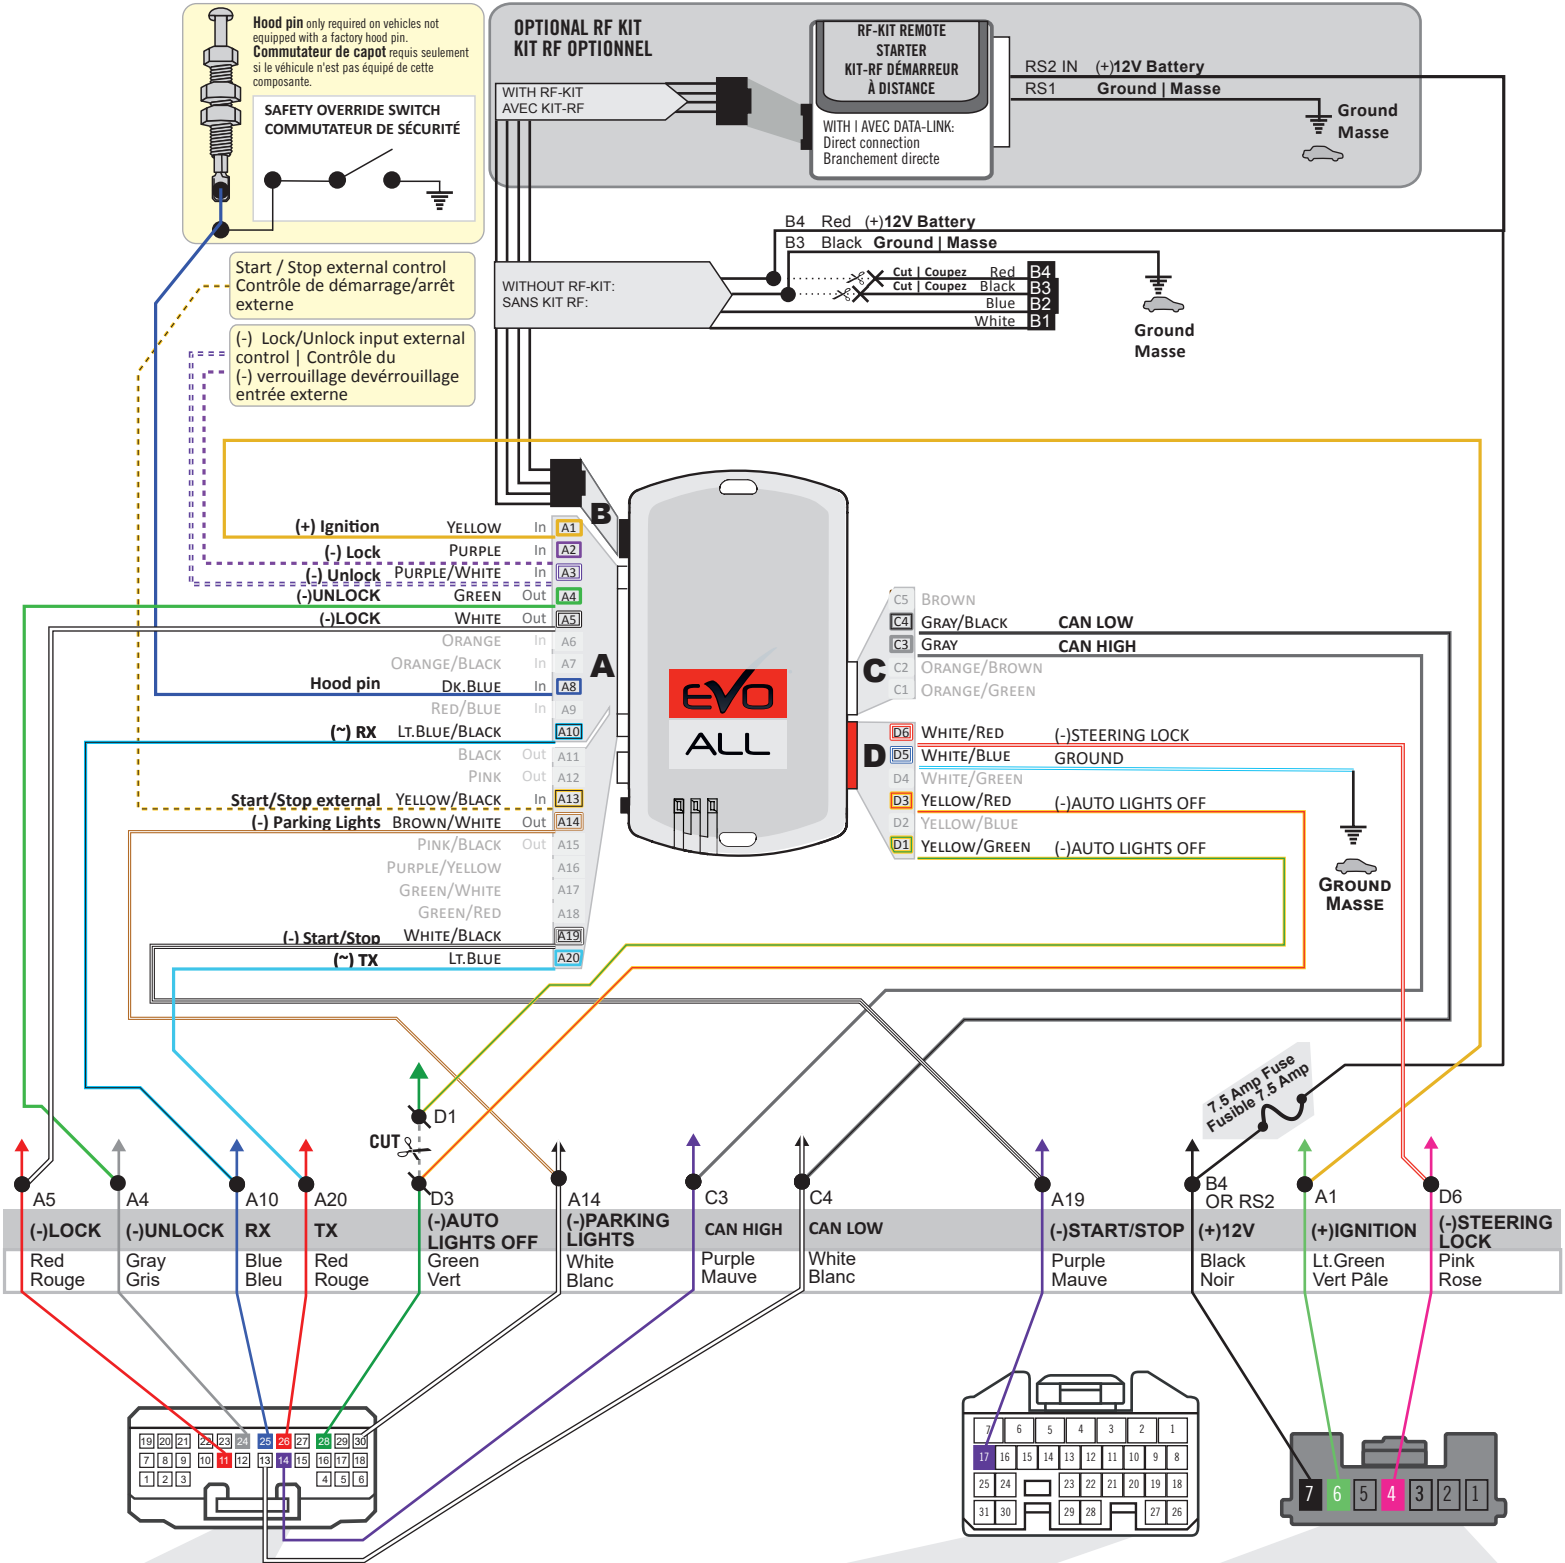 Hood pin only required on vehicles not
equipped with a factory hood pin.
Commutateur de capot requis seulement
si le véhicule n'est pas équipé de cette
composante.
SAFETY OVERRIDE SWITCH
COMMUTATEUR DE SÉCURITÉ
OPTIONAL RF KIT
KIT RF OPTIONNEL
WITH RF-KIT
AVEC KIT-RF
RF-KIT REMOTE
STARTER
KIT-RF DÉMARREUR
À DISTANCE
WITH | AVEC DATA-LINK:
Direct connection
Branchement directe
RS2 IN (+)12V Battery
RS1 Ground | Masse
Ground
Masse
B4 Red (+)12V Battery
B3 Black Ground | Masse
WITHOUT RF-KIT:
SANS KIT RF:
Cut | Coupez Red B4
Cut | Coupez Black B3
Blue B2
White B1
Ground
Masse
Start / Stop external control
Contrôle de démarrage/arrêt
externe
(-) Lock/Unlock input external
control | Contrôle du
(-) verrouillage devérrouillage
entrée externe
B
A
(+) Ignition YELLOW In A1
(-) Lock PURPLE In A2
(-) Unlock PURPLE/WHITE In A3
(-)UNLOCK GREEN Out A4
(-)LOCK WHITE Out A5
ORANGE In A6
ORANGE/BLACK In A7
Hood pin DK.BLUE In A8
RED/BLUE In A9
(~) RX LT.BLUE/BLACK A10
BLACK Out A11
PINK Out A12
Start/Stop external YELLOW/BLACK In A13
(-) Parking Lights BROWN/WHITE Out A14
PINK/BLACK Out A15
PURPLE/YELLOW A16
GREEN/WHITE A17
GREEN/RED A18
(-) Start/Stop WHITE/BLACK A19
(~) TX LT.BLUE A20
EVO
ALL
C
C5 BROWN
C4 GRAY/BLACK CAN LOW
C3 GRAY CAN HIGH
C2 ORANGE/BROWN
C1 ORANGE/GREEN
D
D6 WHITE/RED (-)STEERING LOCK
D5 WHITE/BLUE GROUND
D4 WHITE/GREEN
D3 YELLOW/RED (-)AUTO LIGHTS OFF
D2 YELLOW/BLUE
D1 YELLOW/GREEN (-)AUTO LIGHTS OFF
GROUND
MASSE
7.5 Amp Fuse
Fusible 7.5 Amp
D1
CUT
A5 A4 A10 A20 D3 A14 C3 C4 A19 B4 A1 D6
OR RS2
(-)LOCK (-)UNLOCK RX TX (-)AUTO
LIGHTS OFF (-)PARKING
LIGHTS CAN HIGH CAN LOW (-)START/STOP (+)12V (+)IGNITION (-)STEERING
LOCK
Red Gray Blue Red Green White Purple White Purple Black Lt.Green Pink
Rouge Gris Bleu Rouge Vert Blanc Mauve Blanc Mauve Noir Vert Pâle Rose
19 20 21 22 23 24 25 26 27 28 29 30
7 8 9 10 11 12 13 14 15 16 17 18
1 2 3 4 5 6
7 6 5 4 3 2 1
17 16 15 14 13 12 11 10 9 8
25 24 23 22 21 20 19 18
31 30 29 28 27 26
7 6 5 4 3 2 1